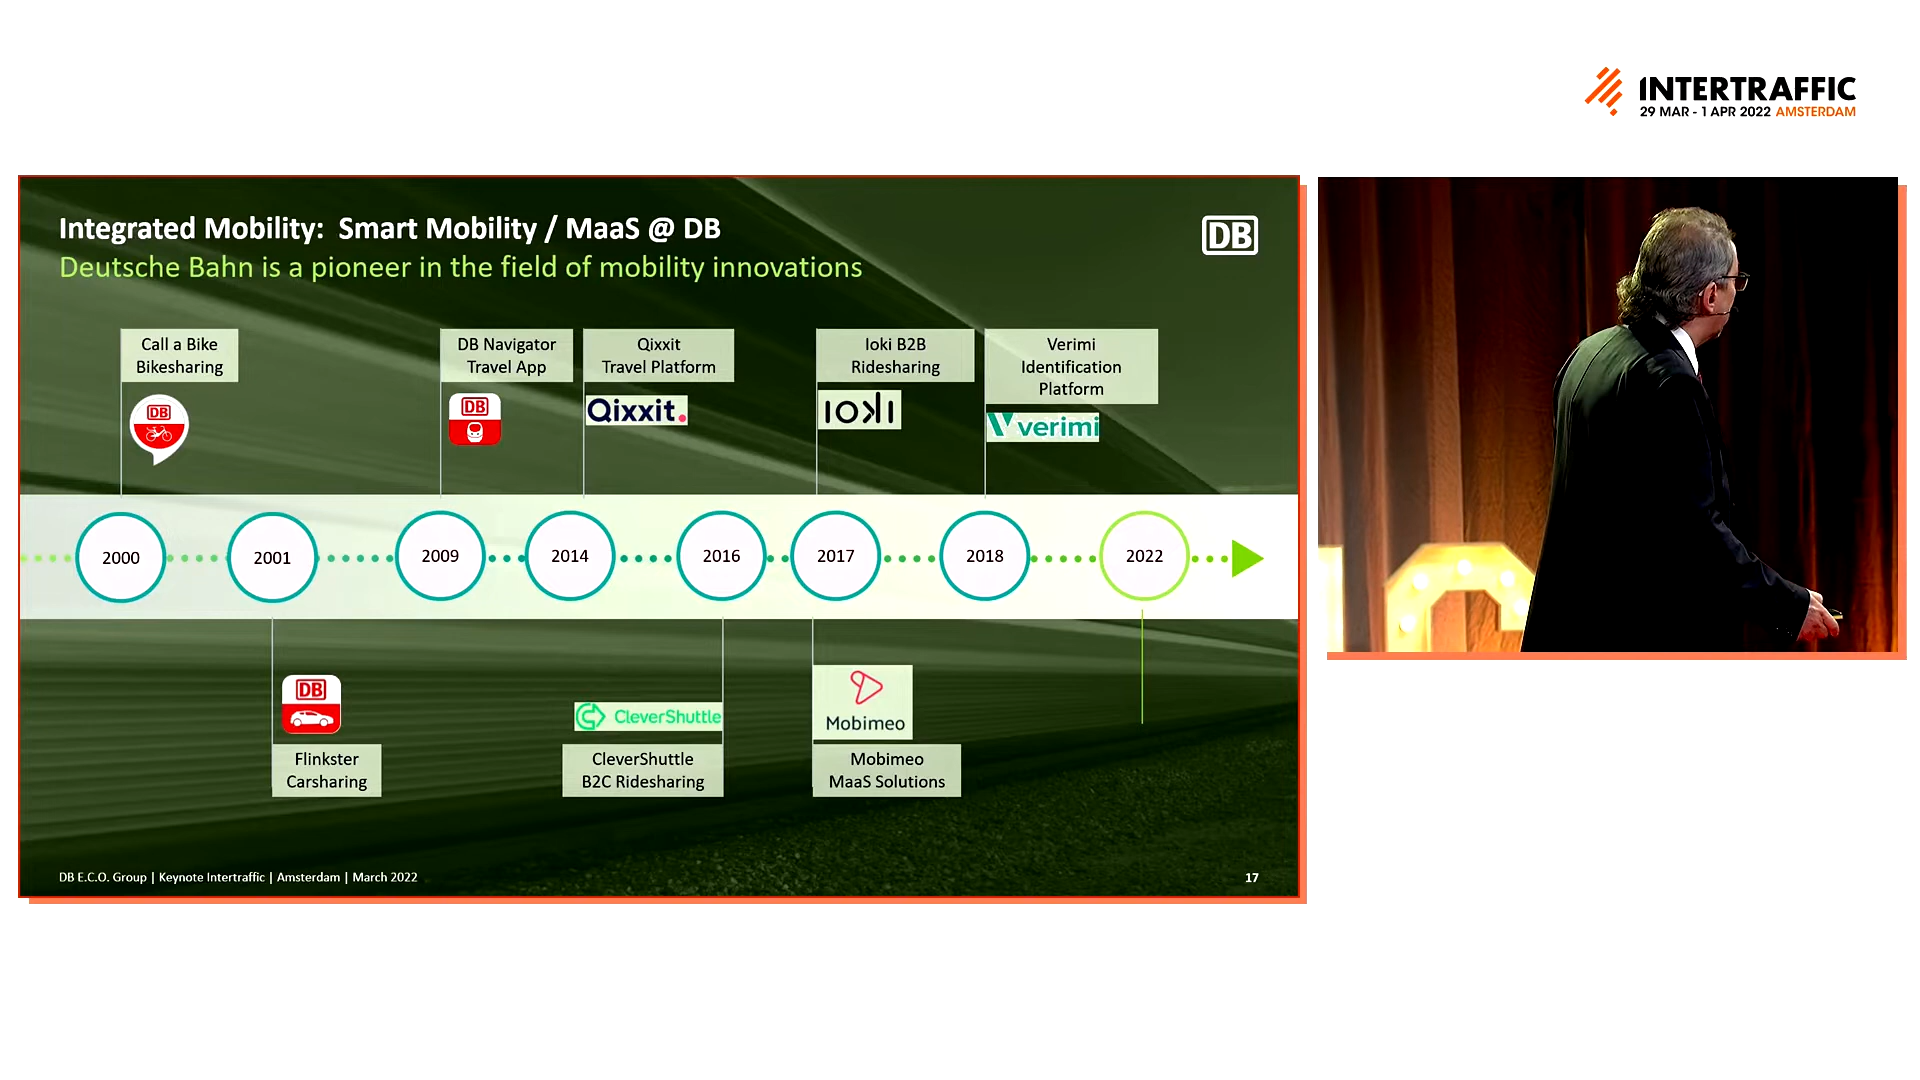 INTERTRAFFIC
29 MAR - 1 APR 2022 AMSTERDAM
Integrated Mobility: Smart Mobility / MaaS @ DB
Deutsche Bahn is a pioneer in the field of mobility innovations
DB
Call a Bike
Bikesharing
DB
DB Navigator
Travel App
DB
Qixxit
Travel Platform
Qixxit.
Ioki B2B
Ridesharing
IOKI
Verimi
Identification
Platform
verimi
2000
2001
2009
2014
2016
2017
2018
2022
DB
Flinkster
Carsharing
CleverShuttle
CleverShuttle
B2C Ridesharing
Mobimeo
Mobimeo
MaaS Solutions
DB E.C.O. Group | Keynote Intertraffic | Amsterdam | March 2022
17